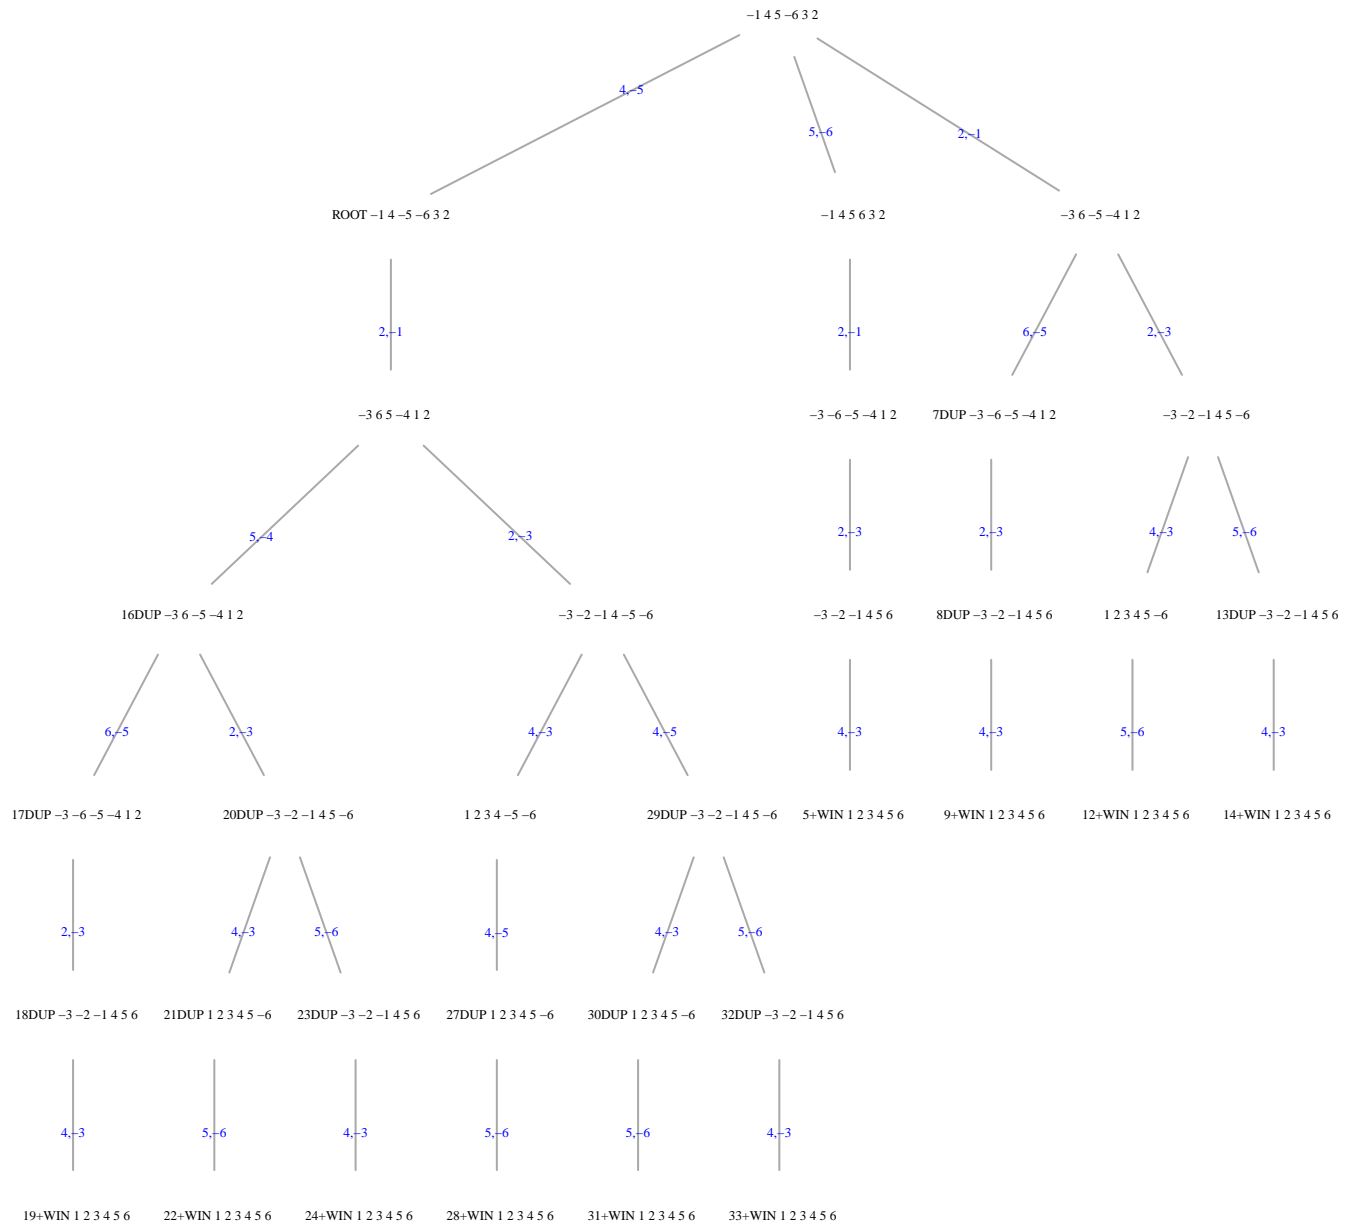 −1 4 5 −6 3 2
4,−5
5,−6
2,−1
ROOT −1 4 −5 −6 3 2
−1 4 5 6 3 2
−3 6 −5 −4 1 2
2,−1
2,−1
6,−5
2,−3
−3 6 5 −4 1 2
−3 −6 −5 −4 1 2
7DUP −3 −6 −5 −4 1 2
−3 −2 −1 4 5 −6
5,−4
2,−3
2,−3
2,−3
4,−3
5,−6
16DUP −3 6 −5 −4 1 2
−3 −2 −1 4 −5 −6
−3 −2 −1 4 5 6
8DUP −3 −2 −1 4 5 6
1 2 3 4 5 −6
13DUP −3 −2 −1 4 5 6
6,−5
2,−3
4,−3
4,−5
4,−3
4,−3
5,−6
4,−3
17DUP −3 −6 −5 −4 1 2
20DUP −3 −2 −1 4 5 −6
1 2 3 4 −5 −6
29DUP −3 −2 −1 4 5 −6
5+WIN 1 2 3 4 5 6
9+WIN 1 2 3 4 5 6
12+WIN 1 2 3 4 5 6
14+WIN 1 2 3 4 5 6
2,−3
4,−3
5,−6
4,−5
4,−3
5,−6
18DUP −3 −2 −1 4 5 6
21DUP 1 2 3 4 5 −6
23DUP −3 −2 −1 4 5 6
27DUP 1 2 3 4 5 −6
30DUP 1 2 3 4 5 −6
32DUP −3 −2 −1 4 5 6
4,−3
5,−6
4,−3
5,−6
5,−6
4,−3
19+WIN 1 2 3 4 5 6
22+WIN 1 2 3 4 5 6
24+WIN 1 2 3 4 5 6
28+WIN 1 2 3 4 5 6
31+WIN 1 2 3 4 5 6
33+WIN 1 2 3 4 5 6